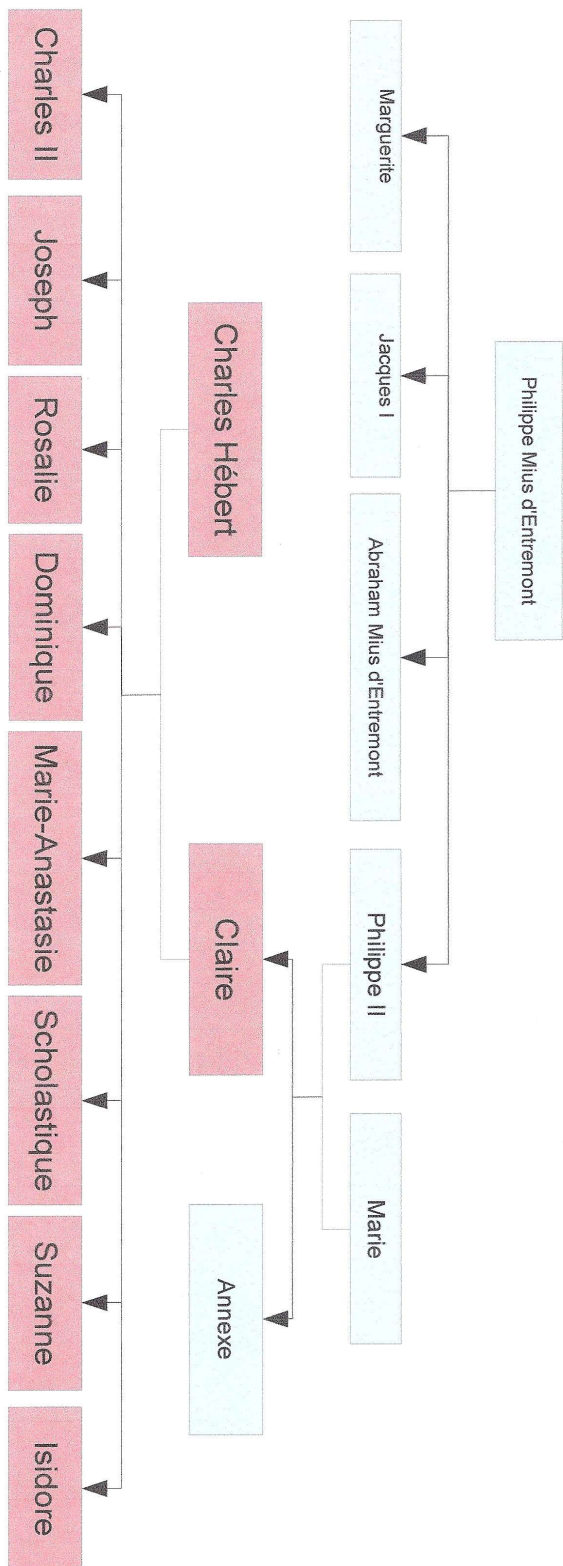 Philippe Mius d'Entremont
Marguerite
Jacques I
Abraham Mius d'Entremont
Philippe II
Marie
Charles Hébert
Claire
Annexe
Charles II
Joseph
Rosalie
Dominique
Marie-Anastasie
Scholastique
Suzanne
Isidore